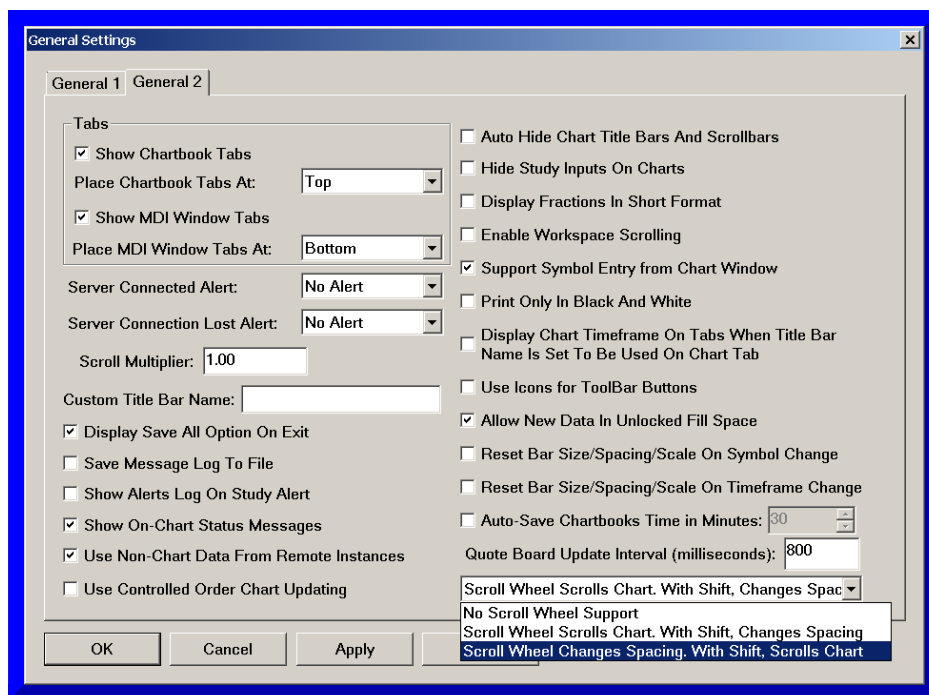 General Settings
General 1 General 2
Tabs
Show Chartbook Tabs
Place Chartbook Tabs At: Top
Show MDI Window Tabs
Place MDI Window Tabs At: Bottom
Server Connected Alert: No Alert
Server Connection Lost Alert: No Alert
Scroll Multiplier: 1.00
Custom Title Bar Name:
Display Save All Option On Exit
Save Message Log To File
Show Alerts Log On Study Alert
Show On-Chart Status Messages
Use Non-Chart Data From Remote Instances
Use Controlled Order Chart Updating
Auto Hide Chart Title Bars And Scrollbars
Hide Study Inputs On Charts
Display Fractions In Short Format
Enable Workspace Scrolling
Support Symbol Entry from Chart Window
Print Only In Black And White
Display Chart Timeframe On Tabs When Title Bar
Name Is Set To Be Used On Chart Tab
Use Icons for ToolBar Buttons
Allow New Data In Unlocked Fill Space
Reset Bar Size/Spacing/Scale On Symbol Change
Reset Bar Size/Spacing/Scale On Timeframe Change
Auto-Save Chartbooks Time in Minutes: 30
Quote Board Update Interval (milliseconds): 800
Scroll Wheel Scrolls Chart. With Shift, Changes Spac
No Scroll Wheel Support
Scroll Wheel Scrolls Chart. With Shift, Changes Spacing
Scroll Wheel Changes Spacing. With Shift, Scrolls Chart
OK Cancel Apply